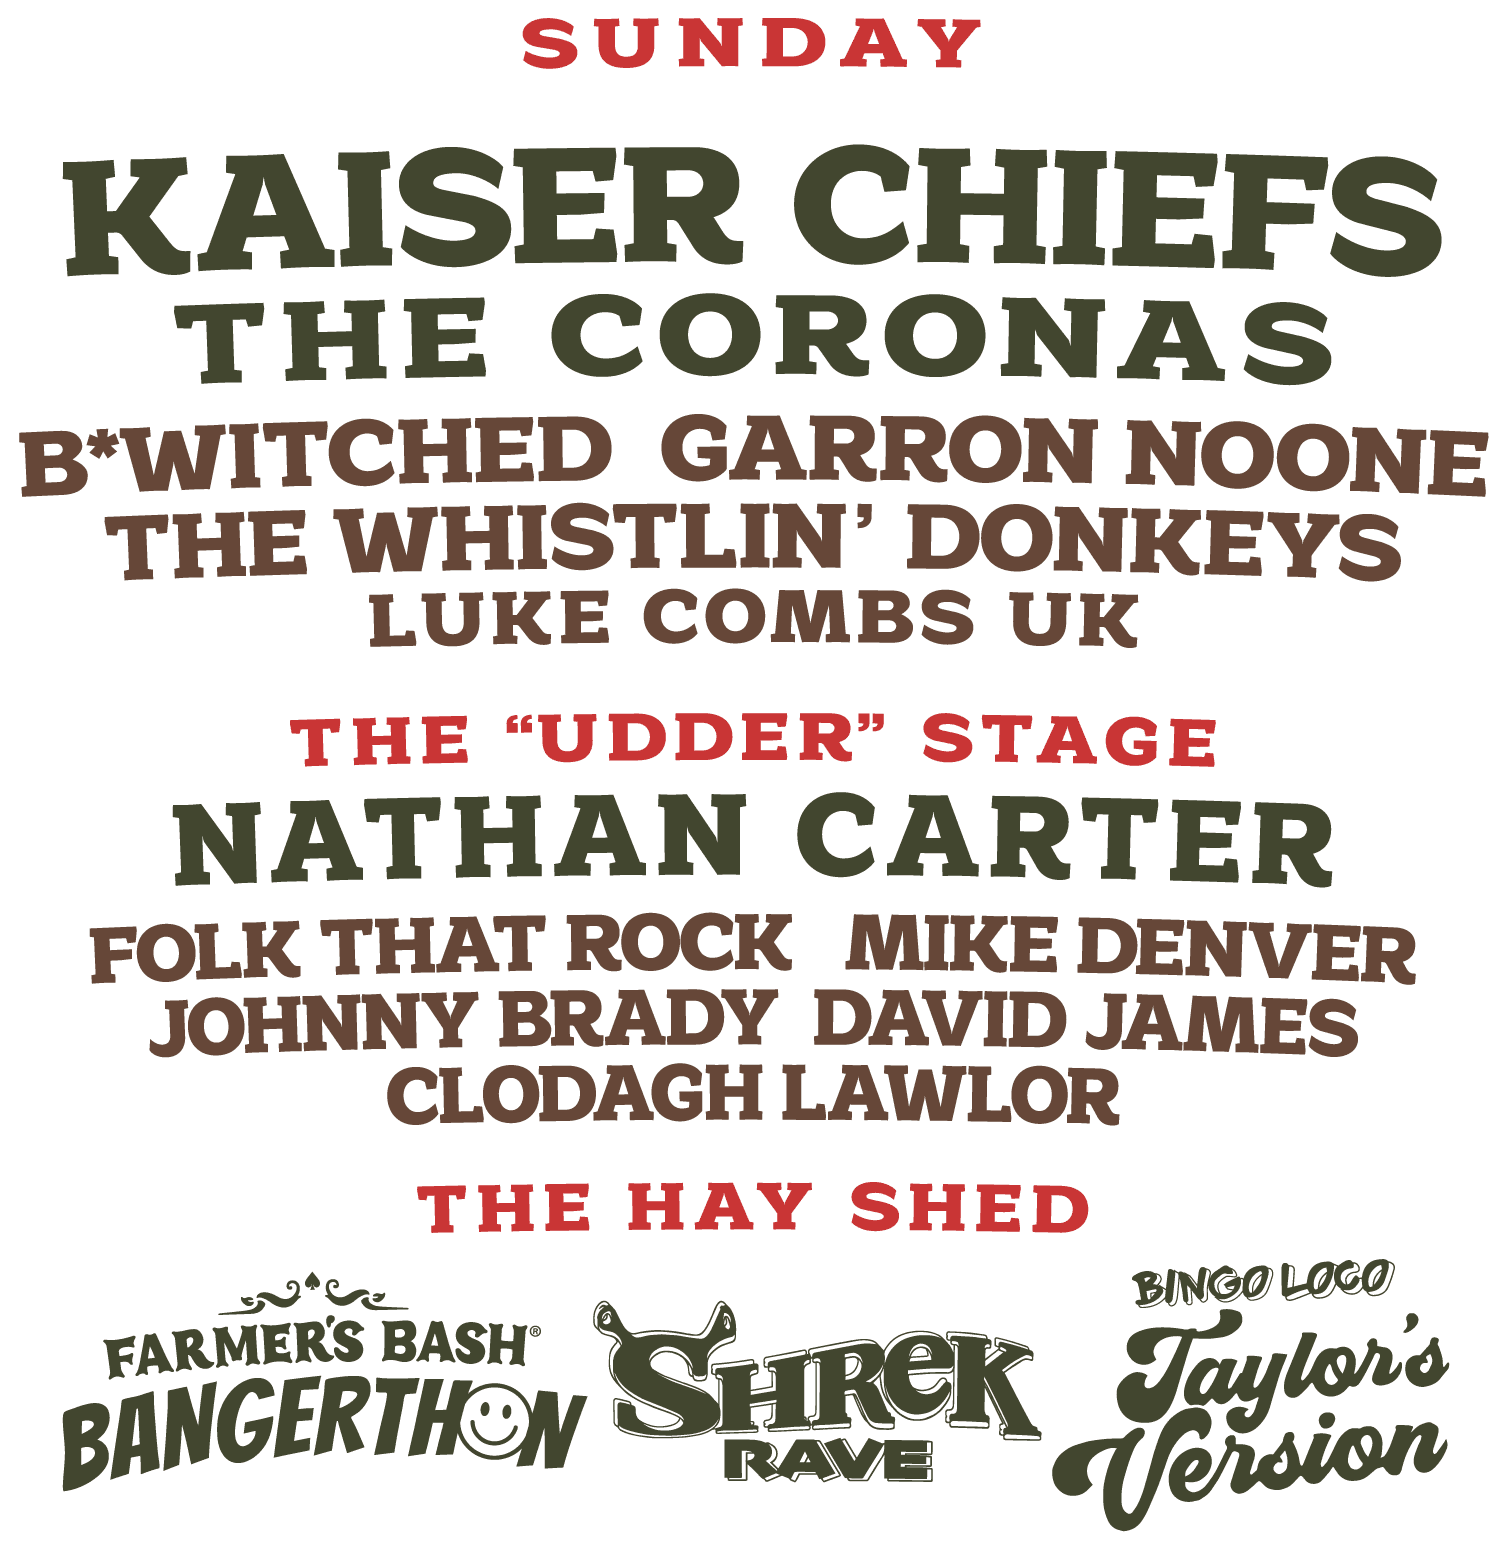 SUNDAY
KAISER CHIEFS
THE CORONAS
B*WITCHED GARRON NOONE
THE WHISTLIN’ DONKEYS
LUKE COMBS UK
THE “UDDER” STAGE
NATHAN CARTER
FOLK THAT ROCK MIKE DENVER
JOHNNY BRADY DAVID JAMES
CLODAGH LAWLOR
THE HAY SHED
FARMER'S BASH®
BANGERTHON
SHREK
RAVE
BINGO LOCO
Taylor's
Version